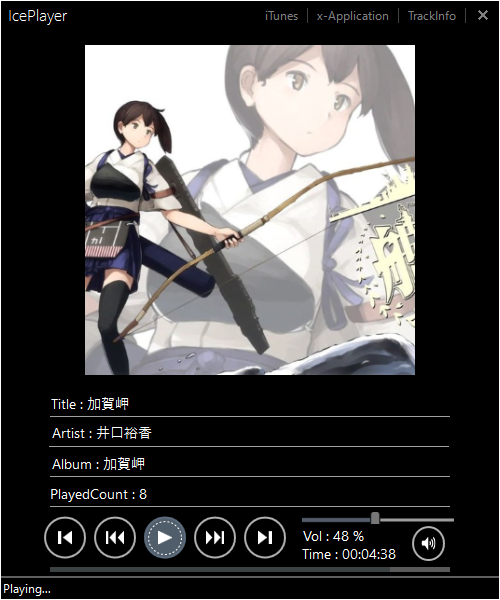 IcePlayer
iTunes | x-Application | TrackInfo | ✕
Title : 加賀岬
Artist : 井口裕香
Album : 加賀岬
PlayedCount : 8
Vol : 48 %
Time : 00:04:38
Playing...